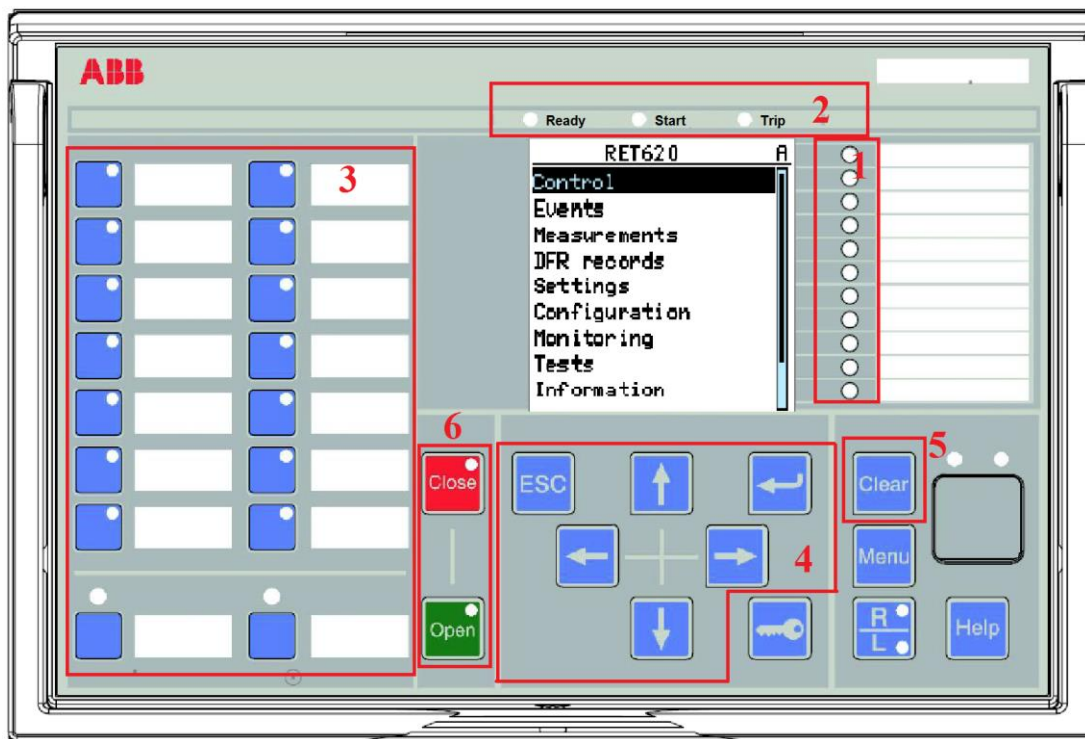 ABB
Ready Start Trip 2
RET620 A
1
3
Control
Events
Measurements
DFR records
Settings
Configuration
Monitoring
Tests
Information
6
5
Close
ESC
Clear
4
Menu
Open
R
L
Help